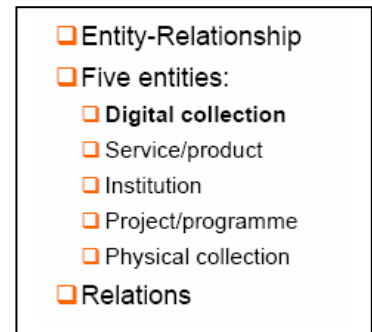 Entity-Relationship
Five entities:
Digital collection
Service/product
Institution
Project/programme
Physical collection
Relations